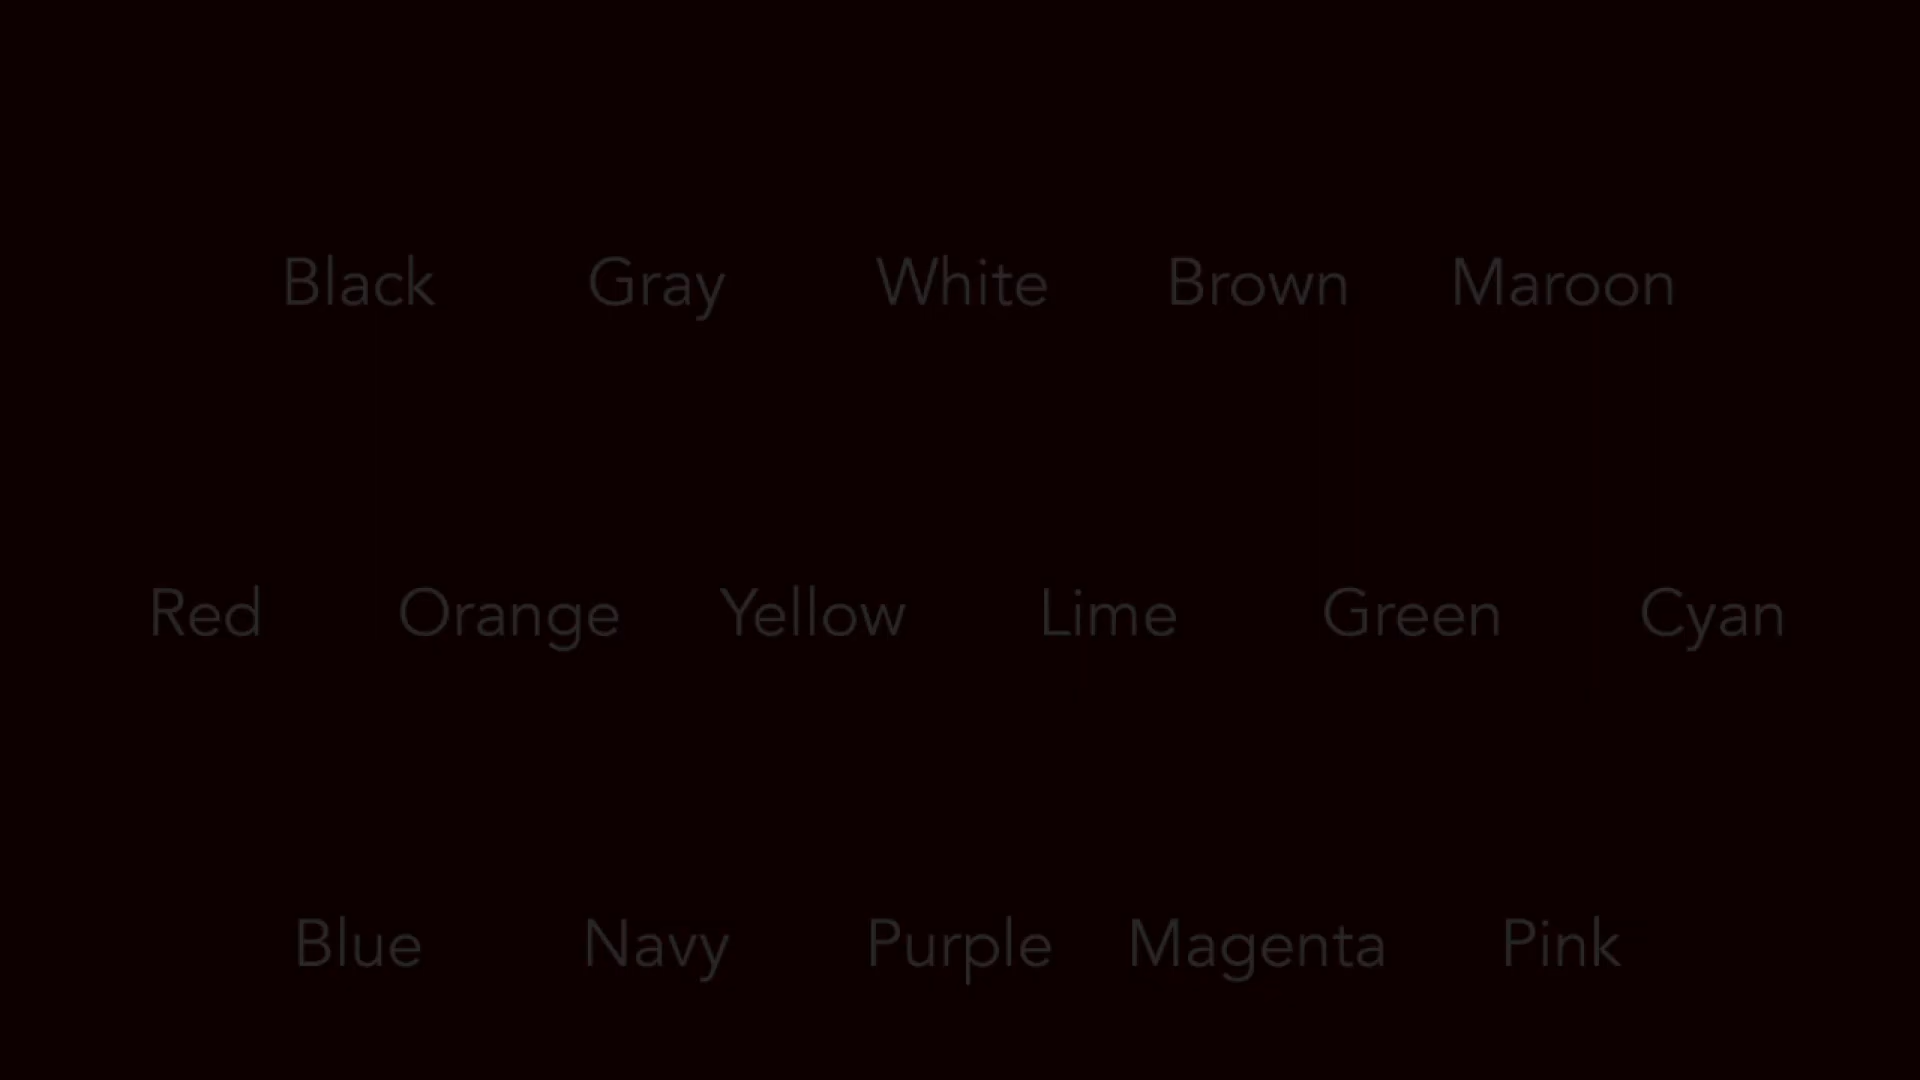 Black Gray White Brown Maroon
Red Orange Yellow Lime Green Cyan
Blue Navy Purple Magenta Pink